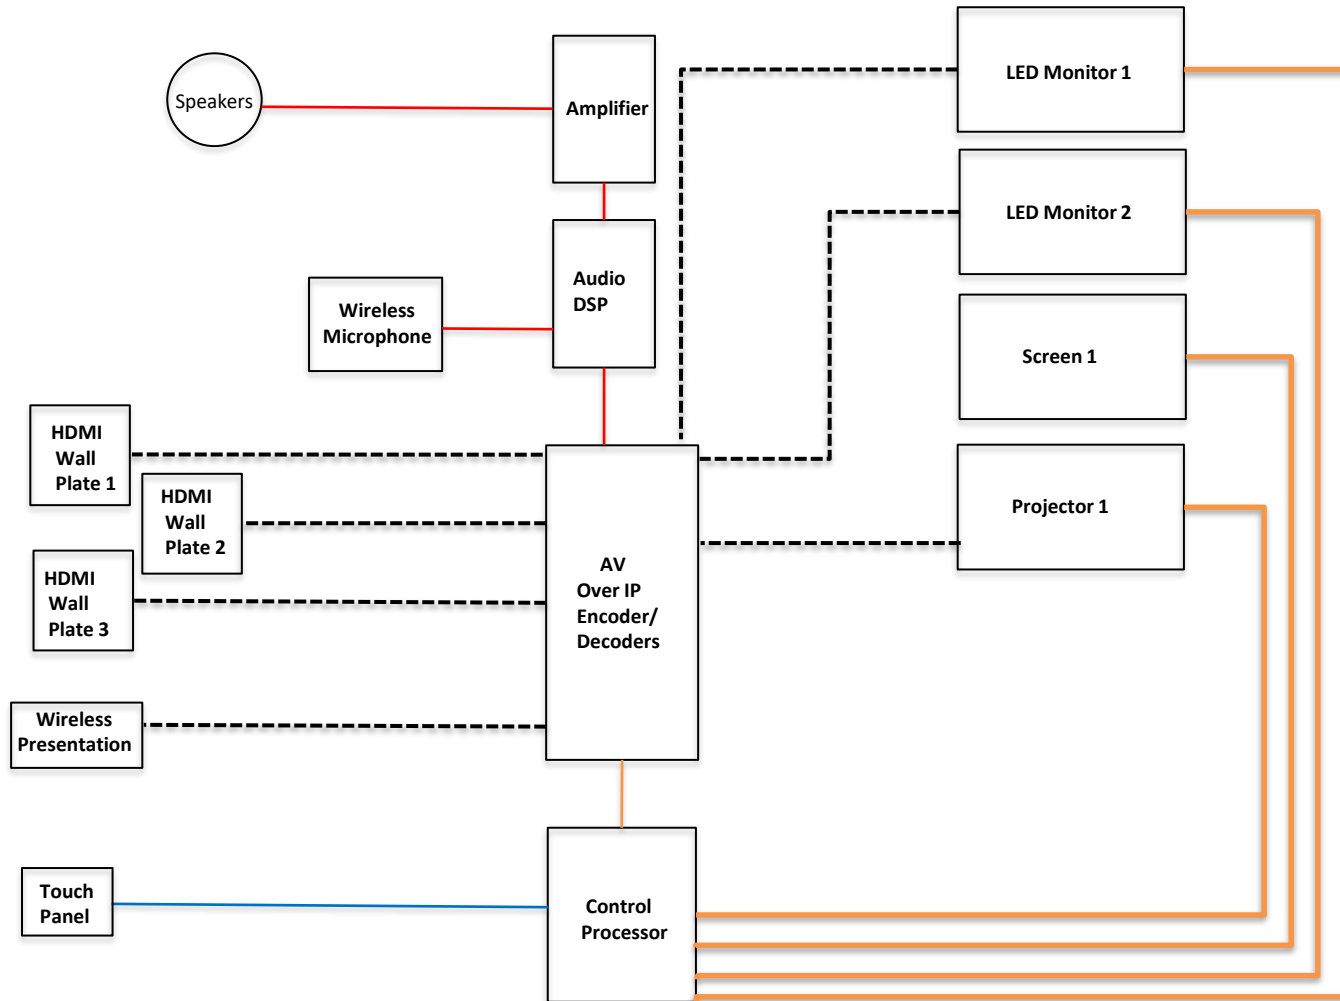 Speakers
Amplifier
LED Monitor 1
LED Monitor 2
Audio
DSP
Wireless
Microphone
Screen 1
HDMI
Wall
Plate 1
HDMI
Wall
Plate 2
HDMI
Wall
Plate 3
Projector 1
AV
Over IP
Encoder/
Decoders
Wireless
Presentation
Touch
Panel
Control
Processor